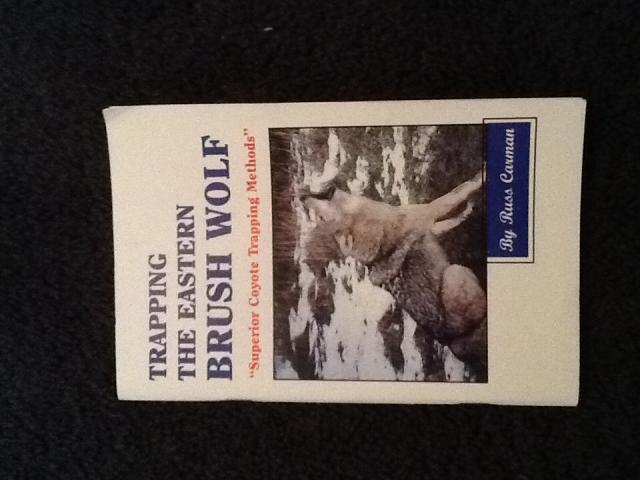 TRAPPING
THE EASTERN
BRUSH WOLF
"Superior Coyote Trapping Methods"
By Russ Carman